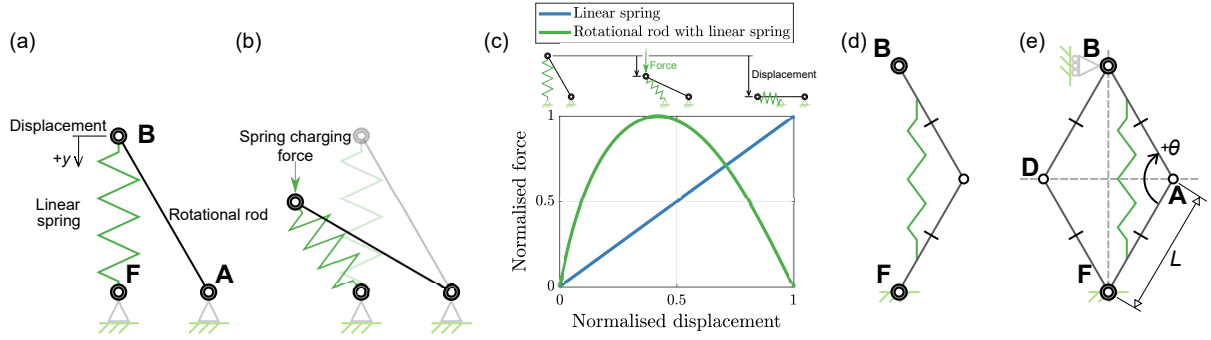 (a)
Displacement
+y
B
Linear
spring
Rotational rod
F
A
(b)
Spring charging
force
(c)
Linear spring
Rotational rod with linear spring
Force
Displacement
Normalised force
1
0.5
0
0
0.5
1
Normalised displacement
(d)
B
F
(e)
B
+θ
D
A
L
F